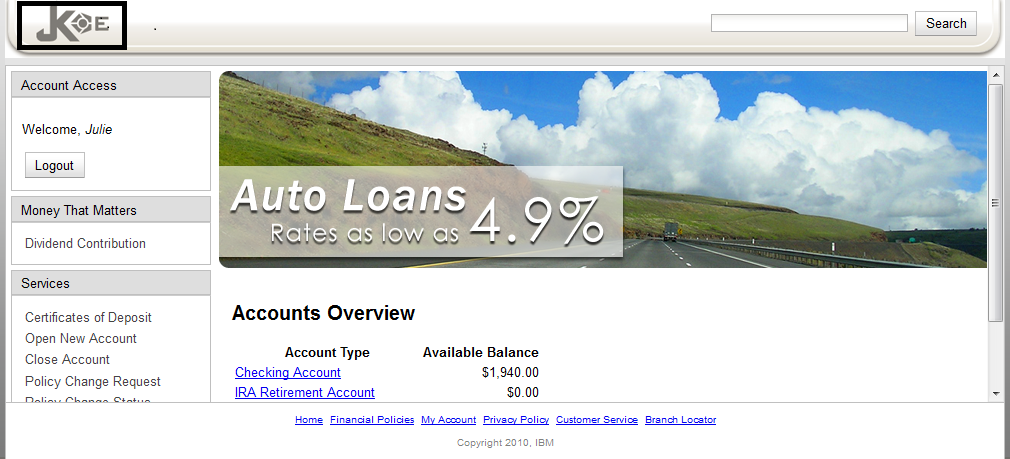 JKE
Search
Account Access
Welcome, Julie
Logout
Money That Matters
Dividend Contribution
Services
Certificates of Deposit
Open New Account
Close Account
Policy Change Request
Policy Change Status
Auto Loans
Rates as low as 4.9%
Accounts Overview
Account Type Available Balance
Checking Account $1,940.00
IRA Retirement Account $0.00
Home Financial Policies My Account Privacy Policy Customer Service Branch Locator
Copyright 2010, IBM